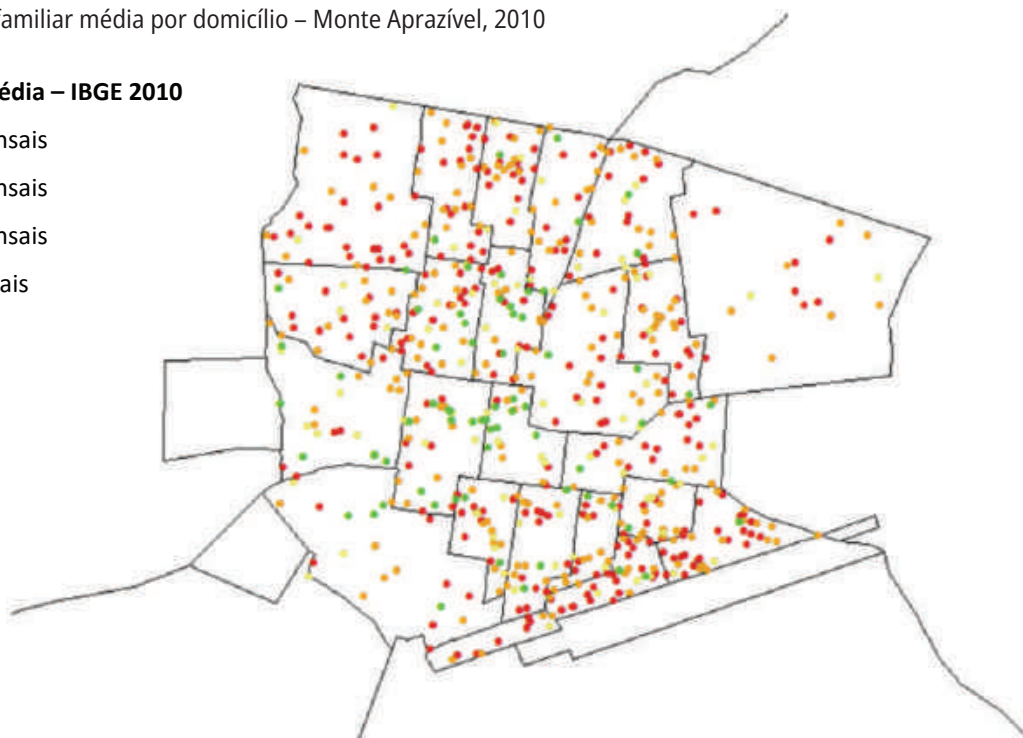 familiar média por domicílio – Monte Aprazível, 2010
édia – IBGE 2010
nsais
nsais
nsais
ais